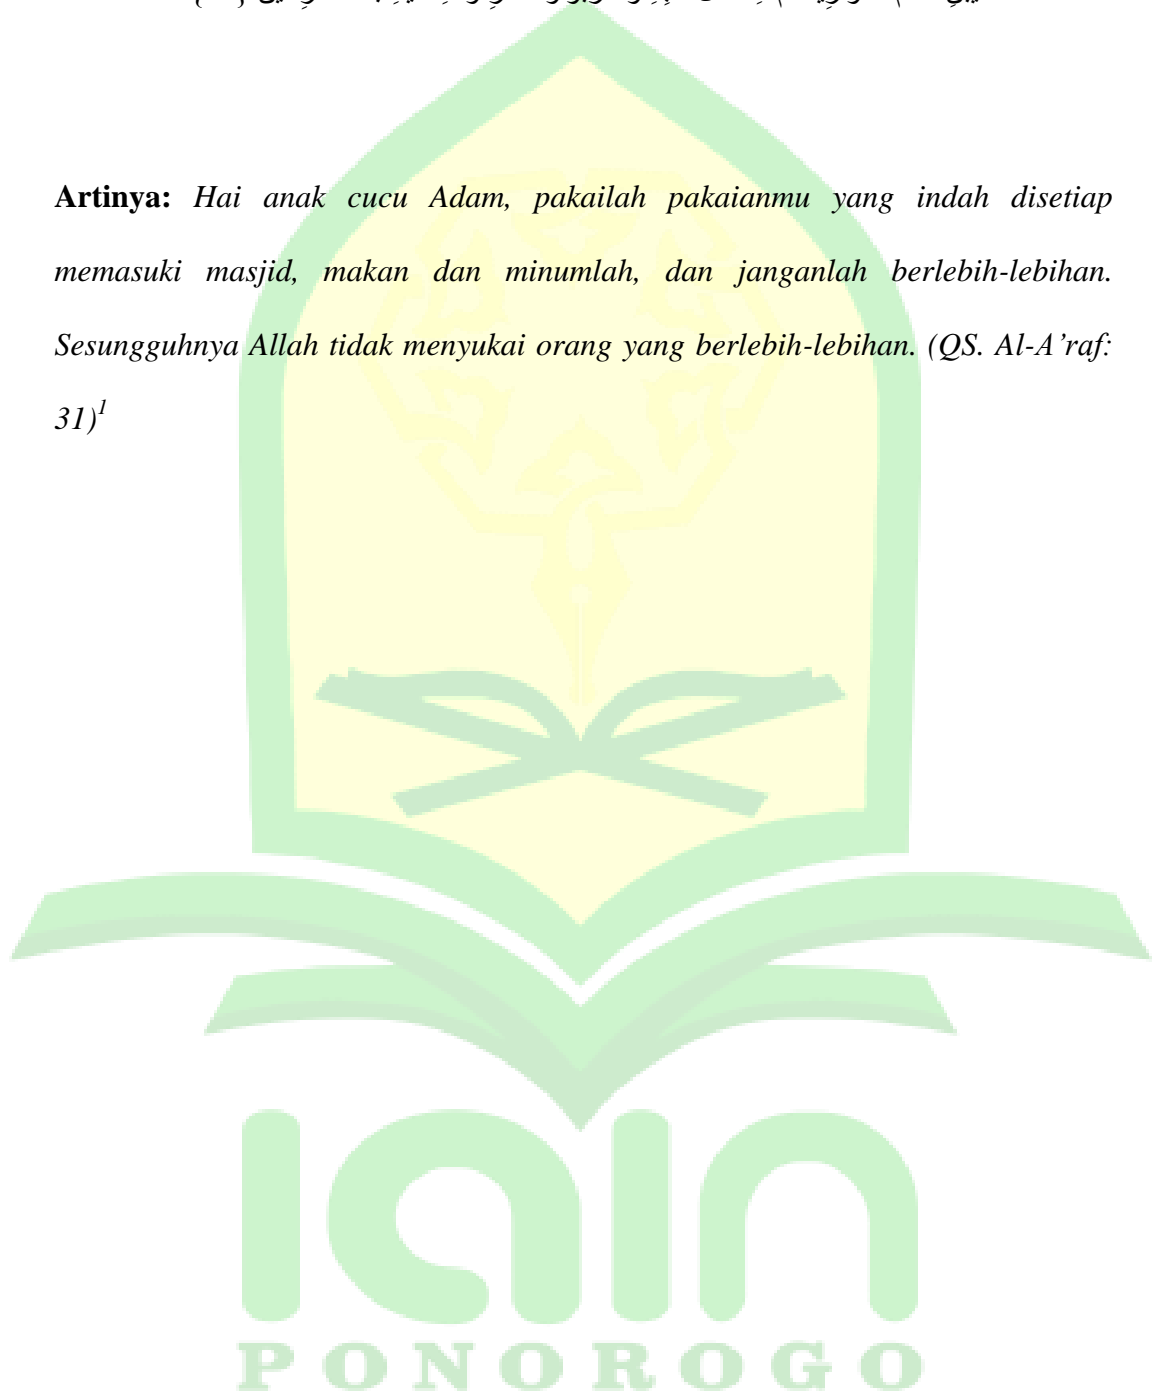 Artinya: Hai anak cucu Adam, pakailah pakaianmu yang indah disetiap
memasuki masjid, makan dan minumlah, dan janganlah berlebih-lebihan.
Sesungguhnya Allah tidak menyukai orang yang berlebih-lebihan. (QS. Al-A’raf:
31)1
iain
PONOROGO